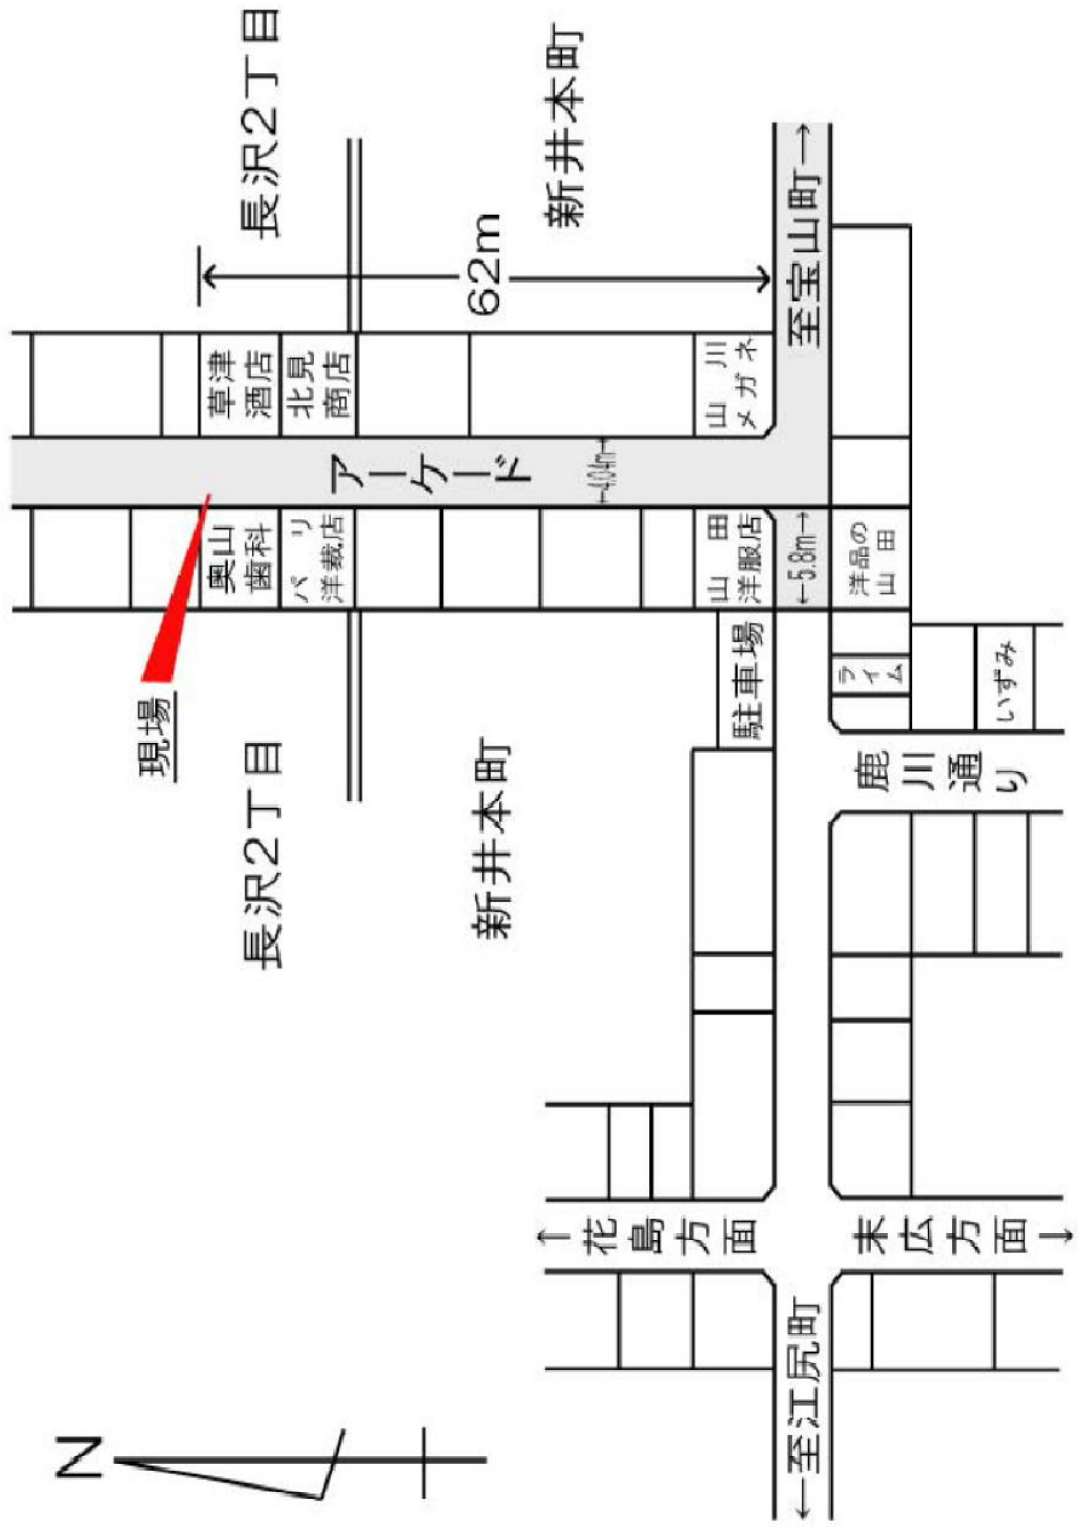 N
現場
長沢2丁目
長沢2丁目
新井本町
新井本町
62m
草津
酒店
北見
商店
山川
メガネ
アーケード
4.04m
奥山
歯科
パリ
洋裁店
山田
洋服店
5.8m
洋品の
山田
駐車場
ライム
いずみ
鹿川通り
←花島方面
末広方面→
←至江尻町
至宝山町→